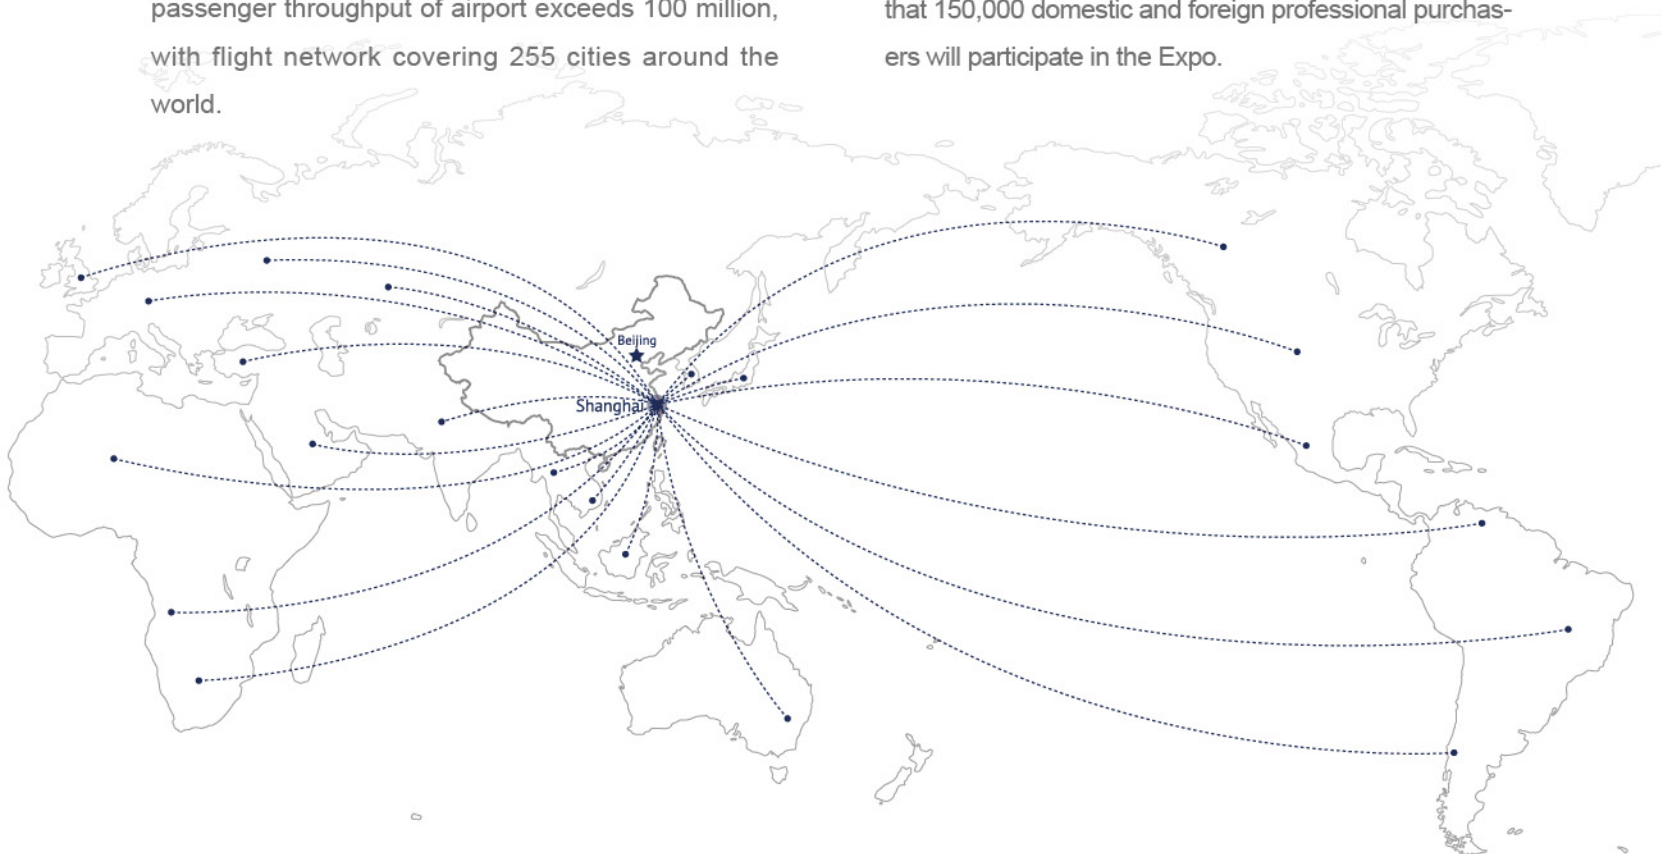 passenger throughput of airport exceeds 100 million,
with flight network covering 255 cities around the
world.
that 150,000 domestic and foreign professional purchas-
ers will participate in the Expo.
Beijing
Shanghai